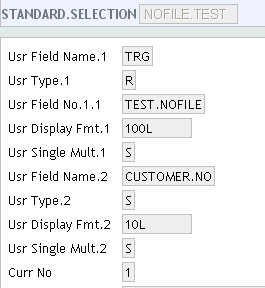 STANDARD.SELECTION NOFILE.TEST
Usr Field Name.1 TRG
Usr Type.1 R
Usr Field No.1.1 TEST.NOFILE
Usr Display Fmt.1 100L
Usr Single Mult.1 S
Usr Field Name.2 CUSTOMER.NO
Usr Type.2 S
Usr Display Fmt.2 10L
Usr Single Mult.2 S
Curr No 1